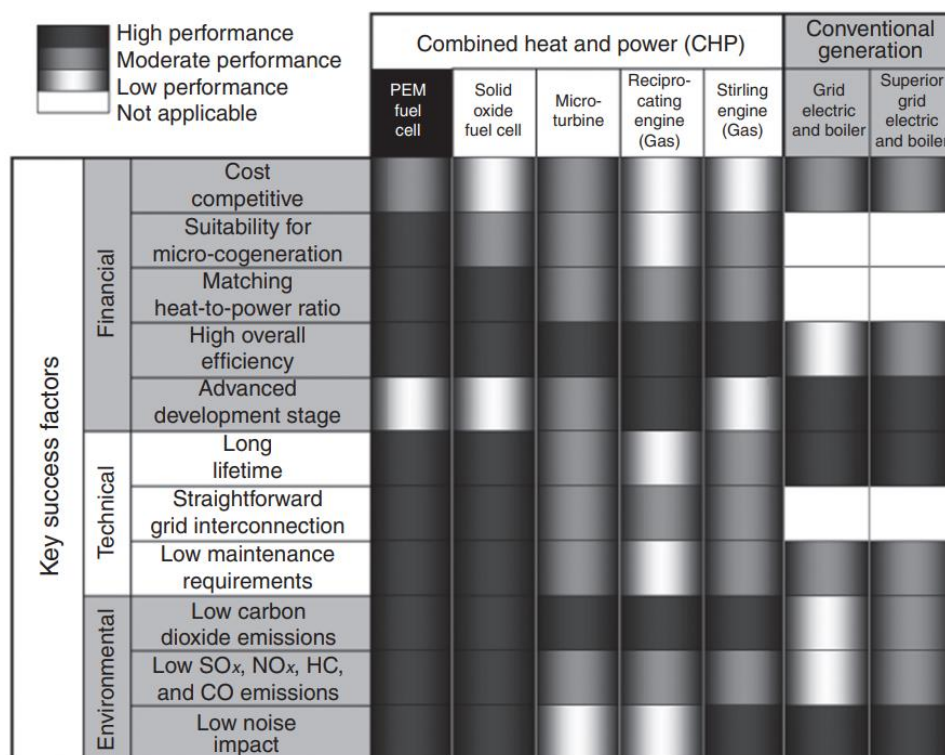 High performance
Moderate performance
Low performance
Not applicable
Combined heat and power (CHP)
Conventional
generation
PEM
fuel
cell
Solid
oxide
fuel cell
Micro-
turbine
Recipro-
cating
engine
(Gas)
Stirling
engine
(Gas)
Grid
electric
and boiler
Superior
grid
electric
and boiler
Key success factors
Financial
Cost
competitive
Suitability for
micro-cogeneration
Matching
heat-to-power ratio
High overall
efficiency
Advanced
development stage
Technical
Long
lifetime
Straightforward
grid interconnection
Low maintenance
requirements
Environmental
Low carbon
dioxide emissions
Low SOx, NOx, HC,
and CO emissions
Low noise
impact